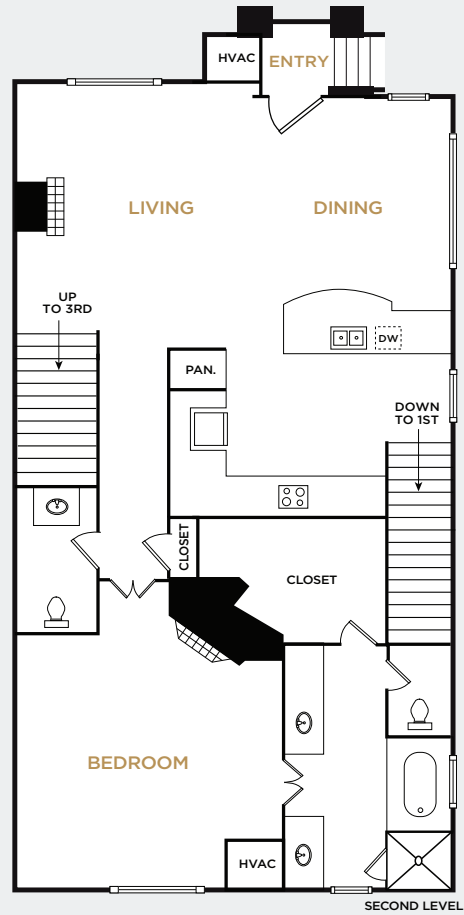 HVAC
ENTRY
LIVING
DINING
UP
TO 3RD
DW
PAN.
DOWN
TO 1ST
CLOSET
CLOSET
BEDROOM
HVAC
SECOND LEVEL